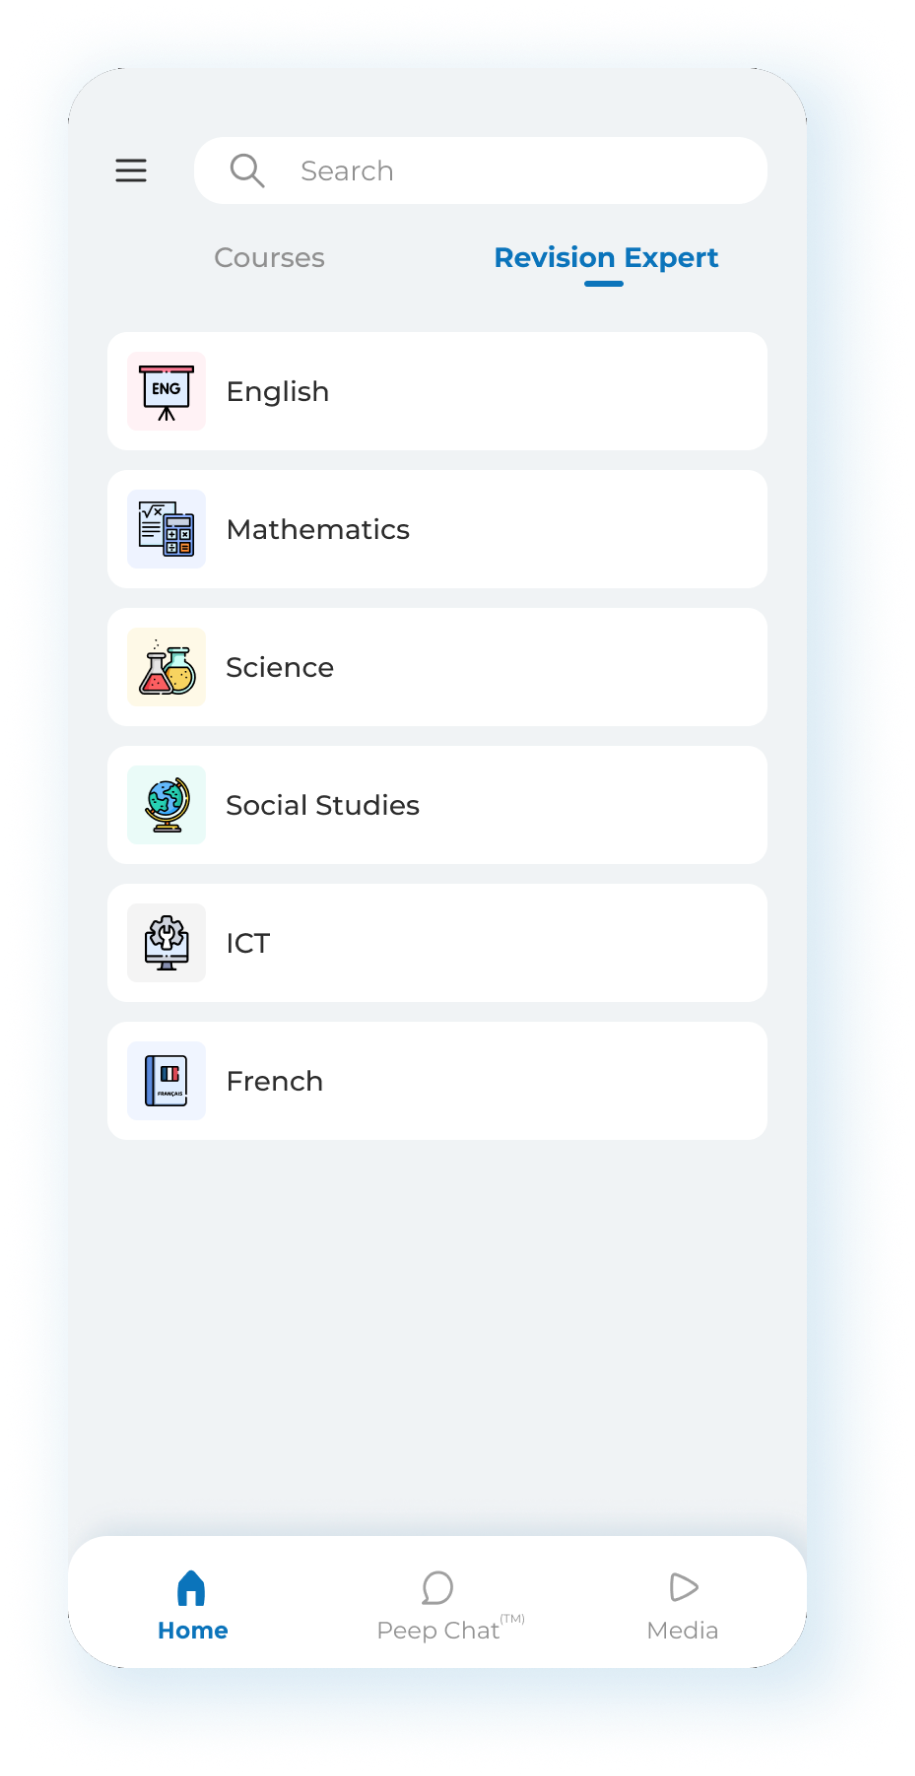 Search
Courses
Revision Expert
ENG
English
√x
Mathematics
Science
Social Studies
ICT
FRANÇAIS
French
Home
Peep Chat(TM)
Media